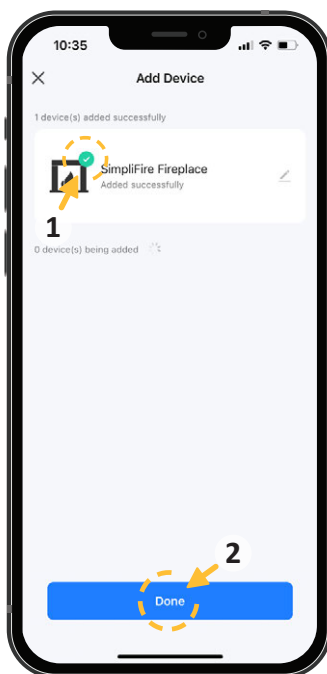 10:35
Add Device
1 device(s) added successfully
SimpliFire Fireplace
Added successfully
1
0 device(s) being added
2
Done